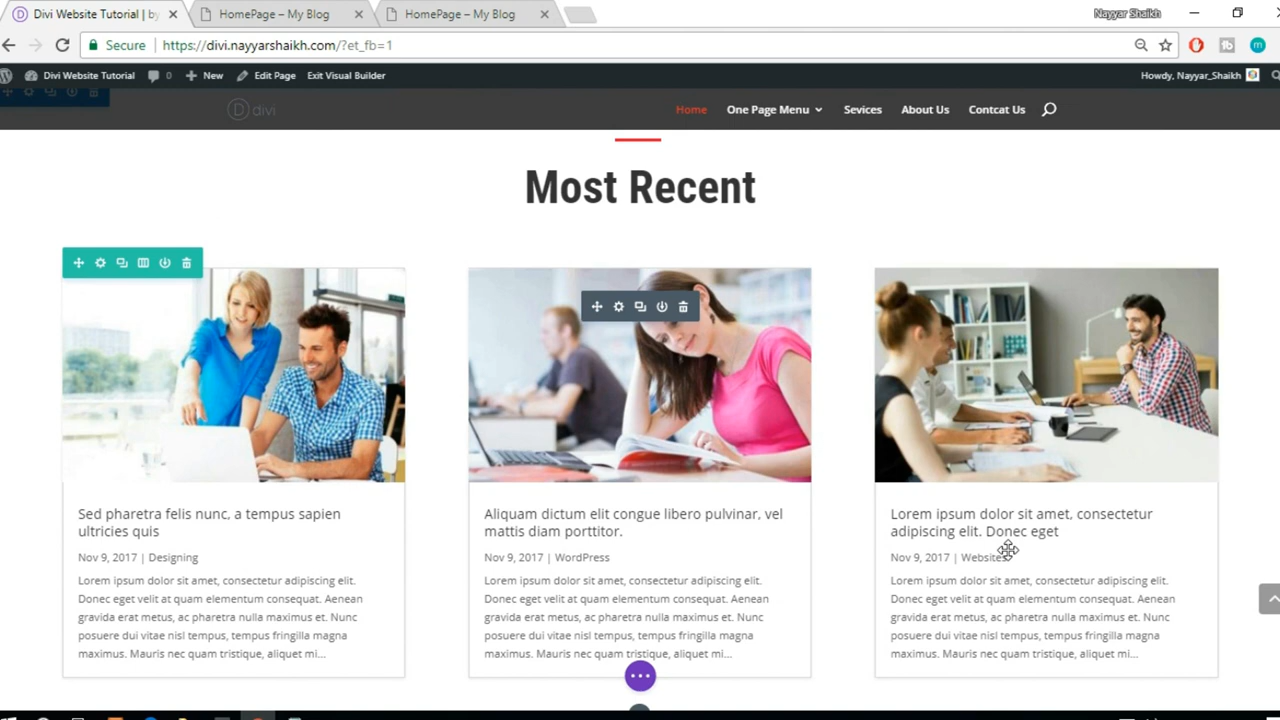 Divi Website Tutorial | by
HomePage – My Blog
HomePage – My Blog
Nayyar Shaikh
Secure
https://divi.nayyarshaikh.com/?et_fb=1
Divi Website Tutorial
0
New
Edit Page
Exit Visual Builder
Howdy, Nayyar_Shaikh
D divi
Home
One Page Menu
Sevices
About Us
Contcat Us
Most Recent
Sed pharetra felis nunc, a tempus sapien
ultricies quis
Nov 9, 2017 | Designing
Lorem ipsum dolor sit amet, consectetur adipiscing elit.
Donec eget velit at quam elementum consequat. Aenean
gravida erat metus, ac pharetra nulla maximus et. Nunc
posuere dui vitae nisl tempus, tempus fringilla magna
maximus. Mauris nec quam tristique, aliquet mi...
Aliquam dictum elit congue libero pulvinar, vel
mattis diam porttitor.
Nov 9, 2017 | WordPress
Lorem ipsum dolor sit amet, consectetur adipiscing elit.
Donec eget velit at quam elementum consequat. Aenean
gravida erat metus, ac pharetra nulla maximus et. Nunc
posuere dui vitae nisl tempus, tempus fringilla magna
maximus. Mauris nec quam tristique, aliquet mi...
Lorem ipsum dolor sit amet, consectetur
adipiscing elit. Donec eget
Nov 9, 2017 | Websites
Lorem ipsum dolor sit amet, consectetur adipiscing elit.
Donec eget velit at quam elementum consequat. Aenean
gravida erat metus, ac pharetra nulla maximus et. Nunc
posuere dui vitae nisl tempus, tempus fringilla magna
maximus. Mauris nec quam tristique, aliquet mi...